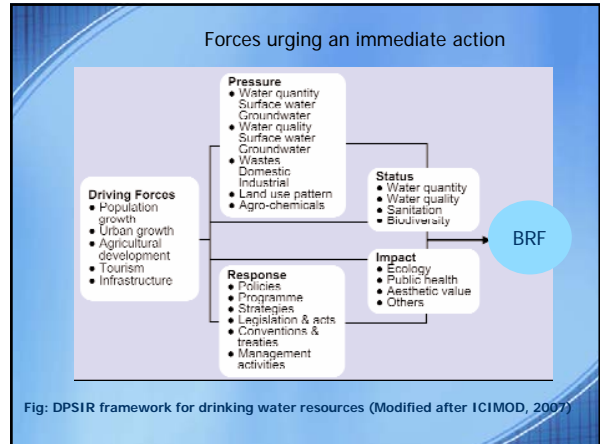 Forces urging an immediate action
Pressure
● Water quantity
Surface water
Groundwater
● Water quality
Surface water
Groundwater
● Wastes
Domestic
Industrial
● Land use pattern
● Agro-chemicals
Driving Forces
● Population
growth
● Urban growth
● Agricultural
development
● Tourism
● Infrastructure
Status
● Water quantity
● Water quality
● Sanitation
● Biodiversity
Response
● Policies
● Programme
● Strategies
● Legislation & acts
● Conventions &
treaties
● Management
activities
Impact
● Ecology
● Public health
● Aesthetic value
● Others
BRF
Fig: DPSIR framework for drinking water resources (Modified after ICIMOD, 2007)